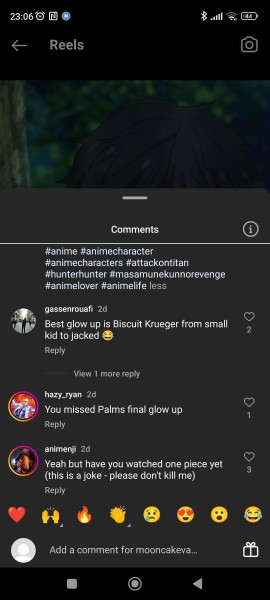 23:06
44
Reels
Comments
#anime #animecharacter
#animecharacters #attackontitan
#hunterhunter #masamunekunnorevenge
#animelover #animelife less
gassenrouafi 2d
Best glow up is Biscuit Krueger from small
kid to jacked 😂
2
Reply
View 1 more reply
hazy_ryan 2d
You missed Palms final glow up
1
Reply
animenji 2d
Yeah but have you watched one piece yet
(this is a joke - please don't kill me)
3
Reply
❤️ 🙌 🔥 👏 😢 😍 😮 😂
Add a comment for mooncakeva...